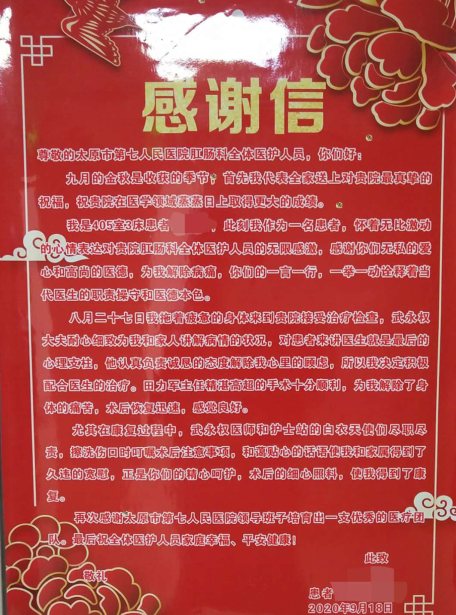 感谢信
尊敬的太原市第七人民医院肛肠科全体医护人员，你们好：
九月的金秋是收获的季节，首先我代表全家送上对贵院最真挚的
祝福，祝贵院在医学领域蒸蒸日上取得更大的成绩。
我是405室3床患者，此刻我作为一名患者，怀着无比激动
的心情表达对贵院肛肠科全体医护人员的无限感激，感谢你们无私的爱
心和高尚的医德，为我解除病痛，你们的一言一行，一举一动诠释着当
代医生的职责操守和医德本色。
八月二十七日我拖着疲惫的身体来到贵院接受治疗检查，武永权
大夫耐心细致为我和家人讲解病情的状况，对患者来讲医生就是最后的
心理支柱，他认真负责诚恳的态度解除我心里的顾虑，所以我决定积极
配合医生的治疗。田力军主任精湛高超的手术十分顺利，为我解除了身
体的痛苦，术后恢复迅速，感觉良好。
尤其在康复过程中，武永权医师和护士站的白衣天使们尽职尽
责，擦洗伤口时叮嘱术后注意事项，和蔼贴心的话语使我和家属得到了
久违的宽慰，正是你们的精心呵护，术后的细心照料，使我得到了康
复。
再次感谢太原市第七人民医院领导班子培育出一支优秀的医疗团
队。最后祝全体医护人员家庭幸福、平安健康！
此致
敬礼
患者
2020年9月18日